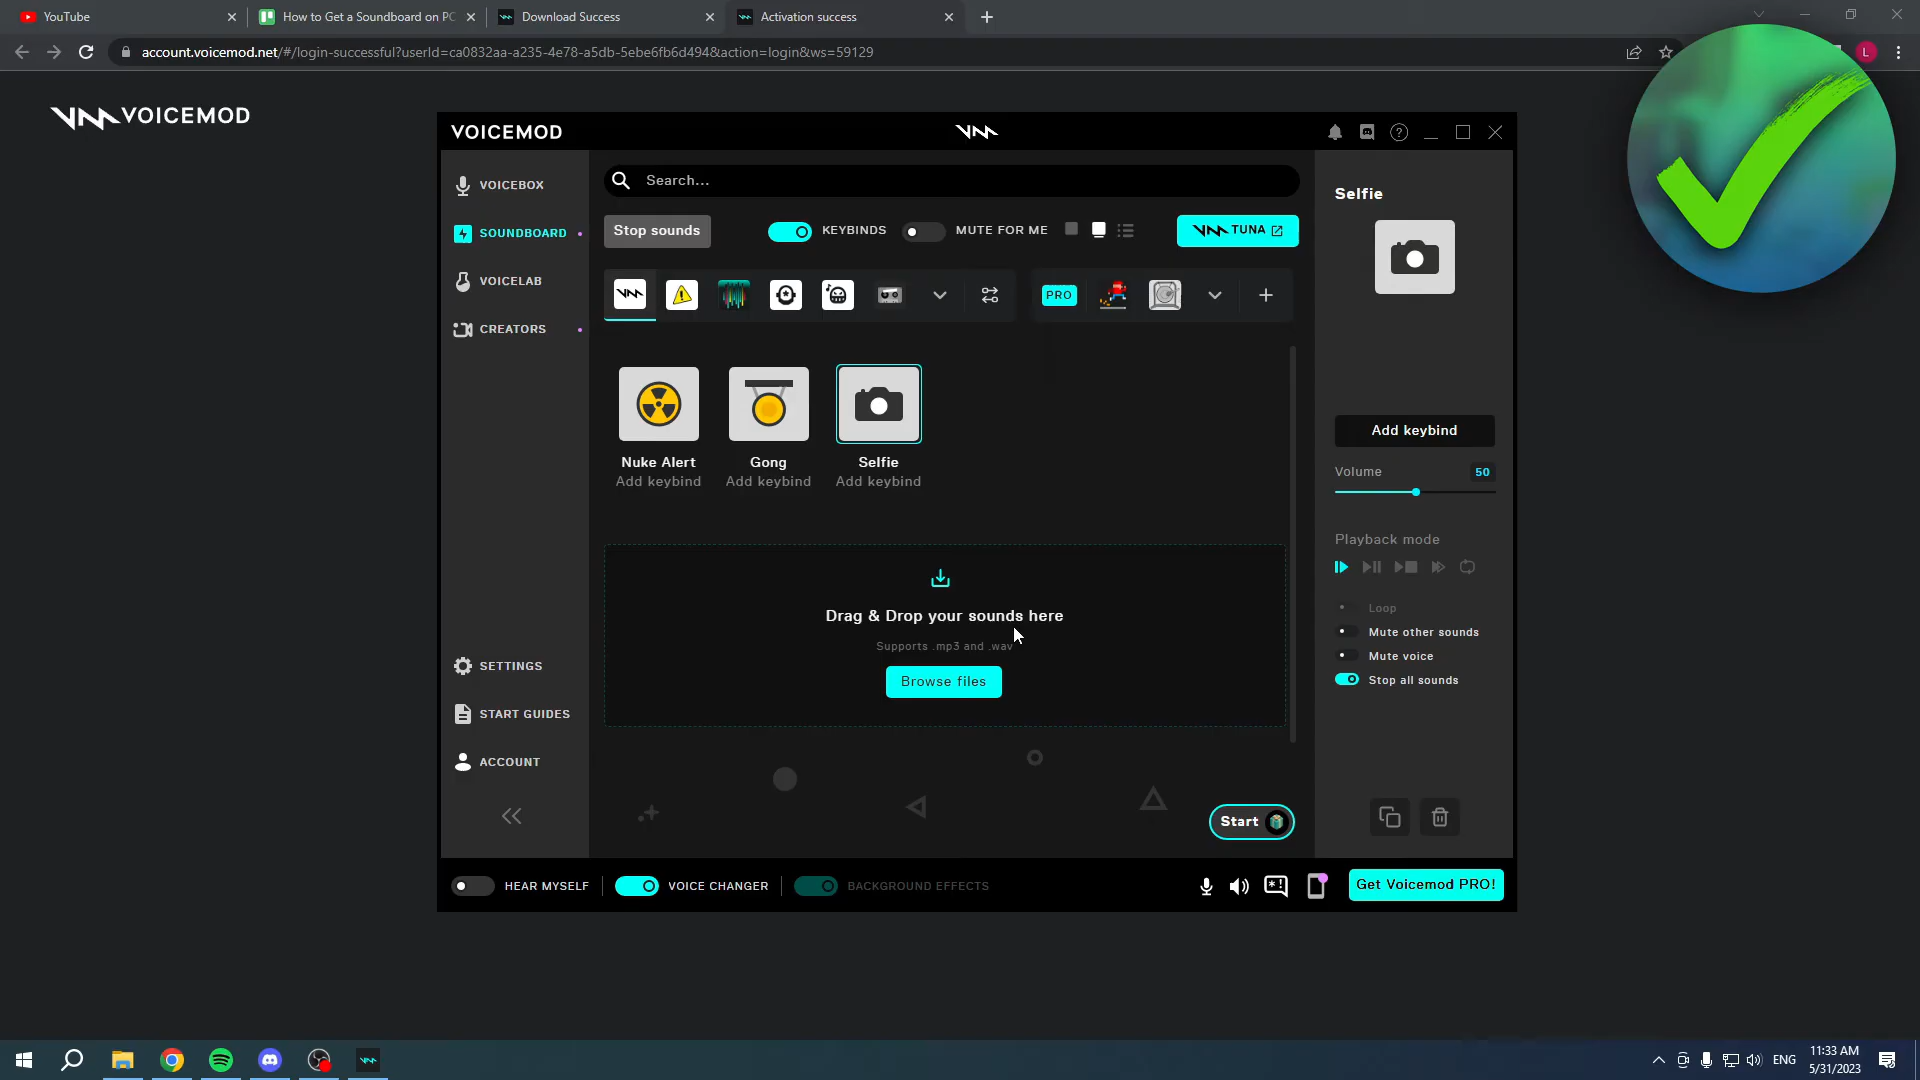 YouTube
How to Get a Soundboard on PC
Download Success
Activation success
account.voicemod.net/#/login-successful?userId=ca0832aa-a235-4e78-a5db-5ebe6fb6d494&action=login&ws=59129
L
VOICEMOD
VOICEMOD
VOICEBOX
SOUNDBOARD
VOICELAB
CREATORS
SETTINGS
START GUIDES
ACCOUNT
Search...
Stop sounds
KEYBINDS
MUTE FOR ME
TUNA
PRO
Nuke Alert
Add keybind
Gong
Add keybind
Selfie
Add keybind
Drag & Drop your sounds here
Supports .mp3 and .wav
Browse files
Start
Selfie
Add keybind
Volume
50
Playback mode
Loop
Mute other sounds
Mute voice
Stop all sounds
HEAR MYSELF
VOICE CHANGER
BACKGROUND EFFECTS
Get Voicemod PRO!
ENG
11:33 AM
5/31/2023